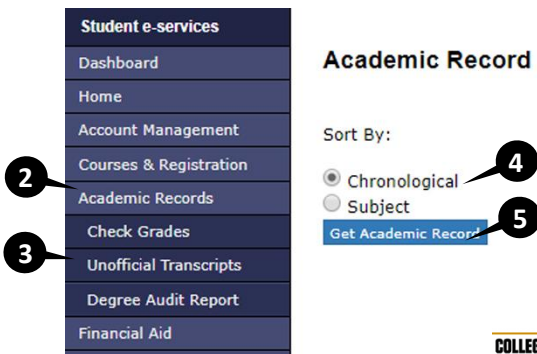 Student e-services
Dashboard
Home
Account Management
Courses & Registration
2
Academic Records
Check Grades
3
Unofficial Transcripts
Degree Audit Report
Financial Aid
Academic Record
Sort By:
Chronological
4
Subject
Get Academic Record
5